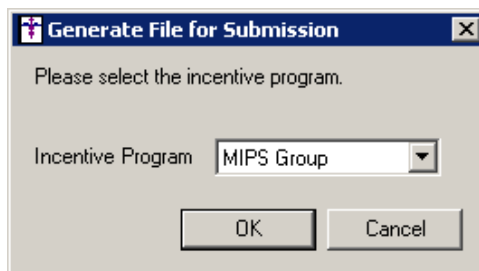 Generate File for Submission
Please select the incentive program.
Incentive Program MIPS Group
OK Cancel